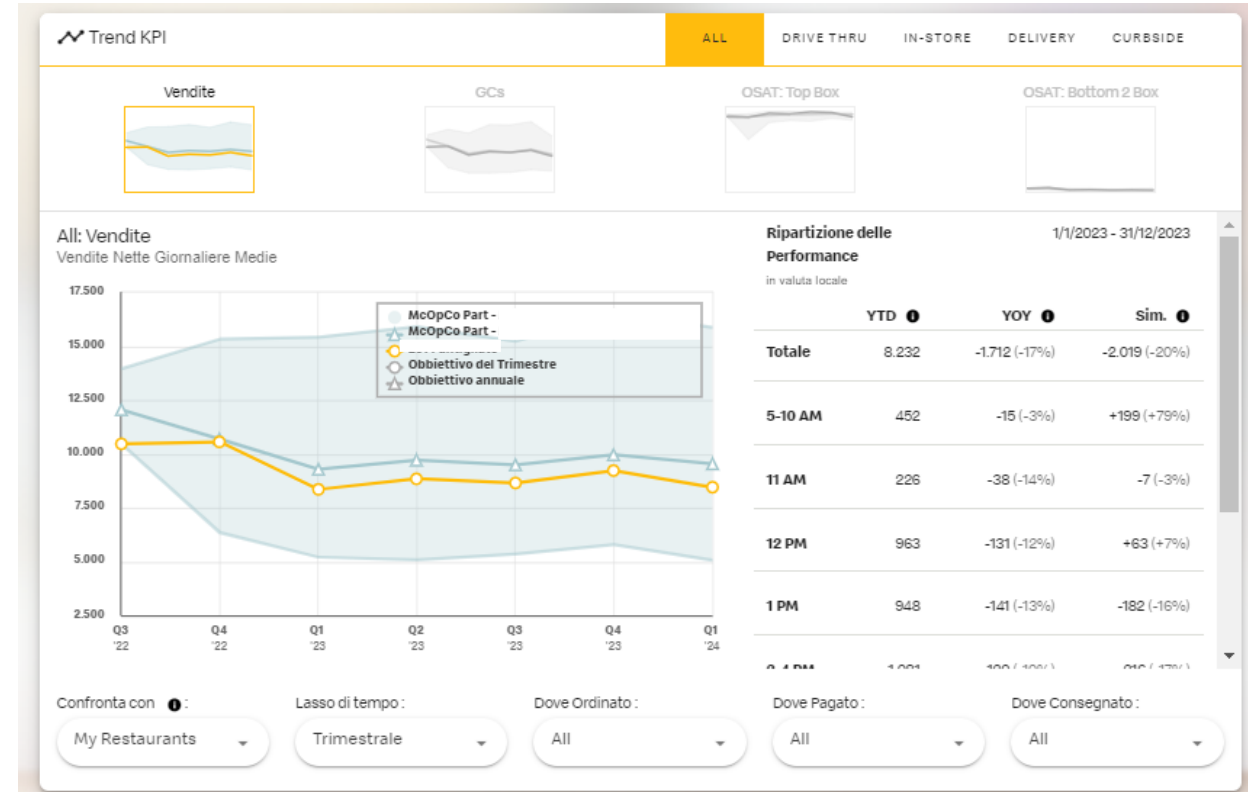 Trend KPI
ALL DRIVE THRU IN-STORE DELIVERY CURBSIDE
Vendite GCs OSAT: Top Box OSAT: Bottom 2 Box
All: Vendite
Vendite Nette Giornaliere Medie
17.500
15.000
12.500
10.000
7.500
5.000
2.500
McOpCo Part -
McOpCo Part -
Obbiettivo del Trimestre
Obbiettivo annuale
Q3 Q4 Q1 Q2 Q3 Q4 Q1
'22 '22 '23 '23 '23 '23 '24
Ripartizione delle 1/1/2023 - 31/12/2023
Performance
in valuta locale
YTD YOY Sim.
Totale 8.232 -1.712 (-17%) -2.019 (-20%)
5-10 AM 452 -15 (-3%) +199 (+79%)
11 AM 226 -38 (-14%) -7 (-3%)
12 PM 963 -131 (-12%) +63 (+7%)
1 PM 948 -141 (-13%) -182 (-16%)
Confronta con : Lasso di tempo : Dove Ordinato : Dove Pagato : Dove Consegnato :
My Restaurants Trimestrale All All All